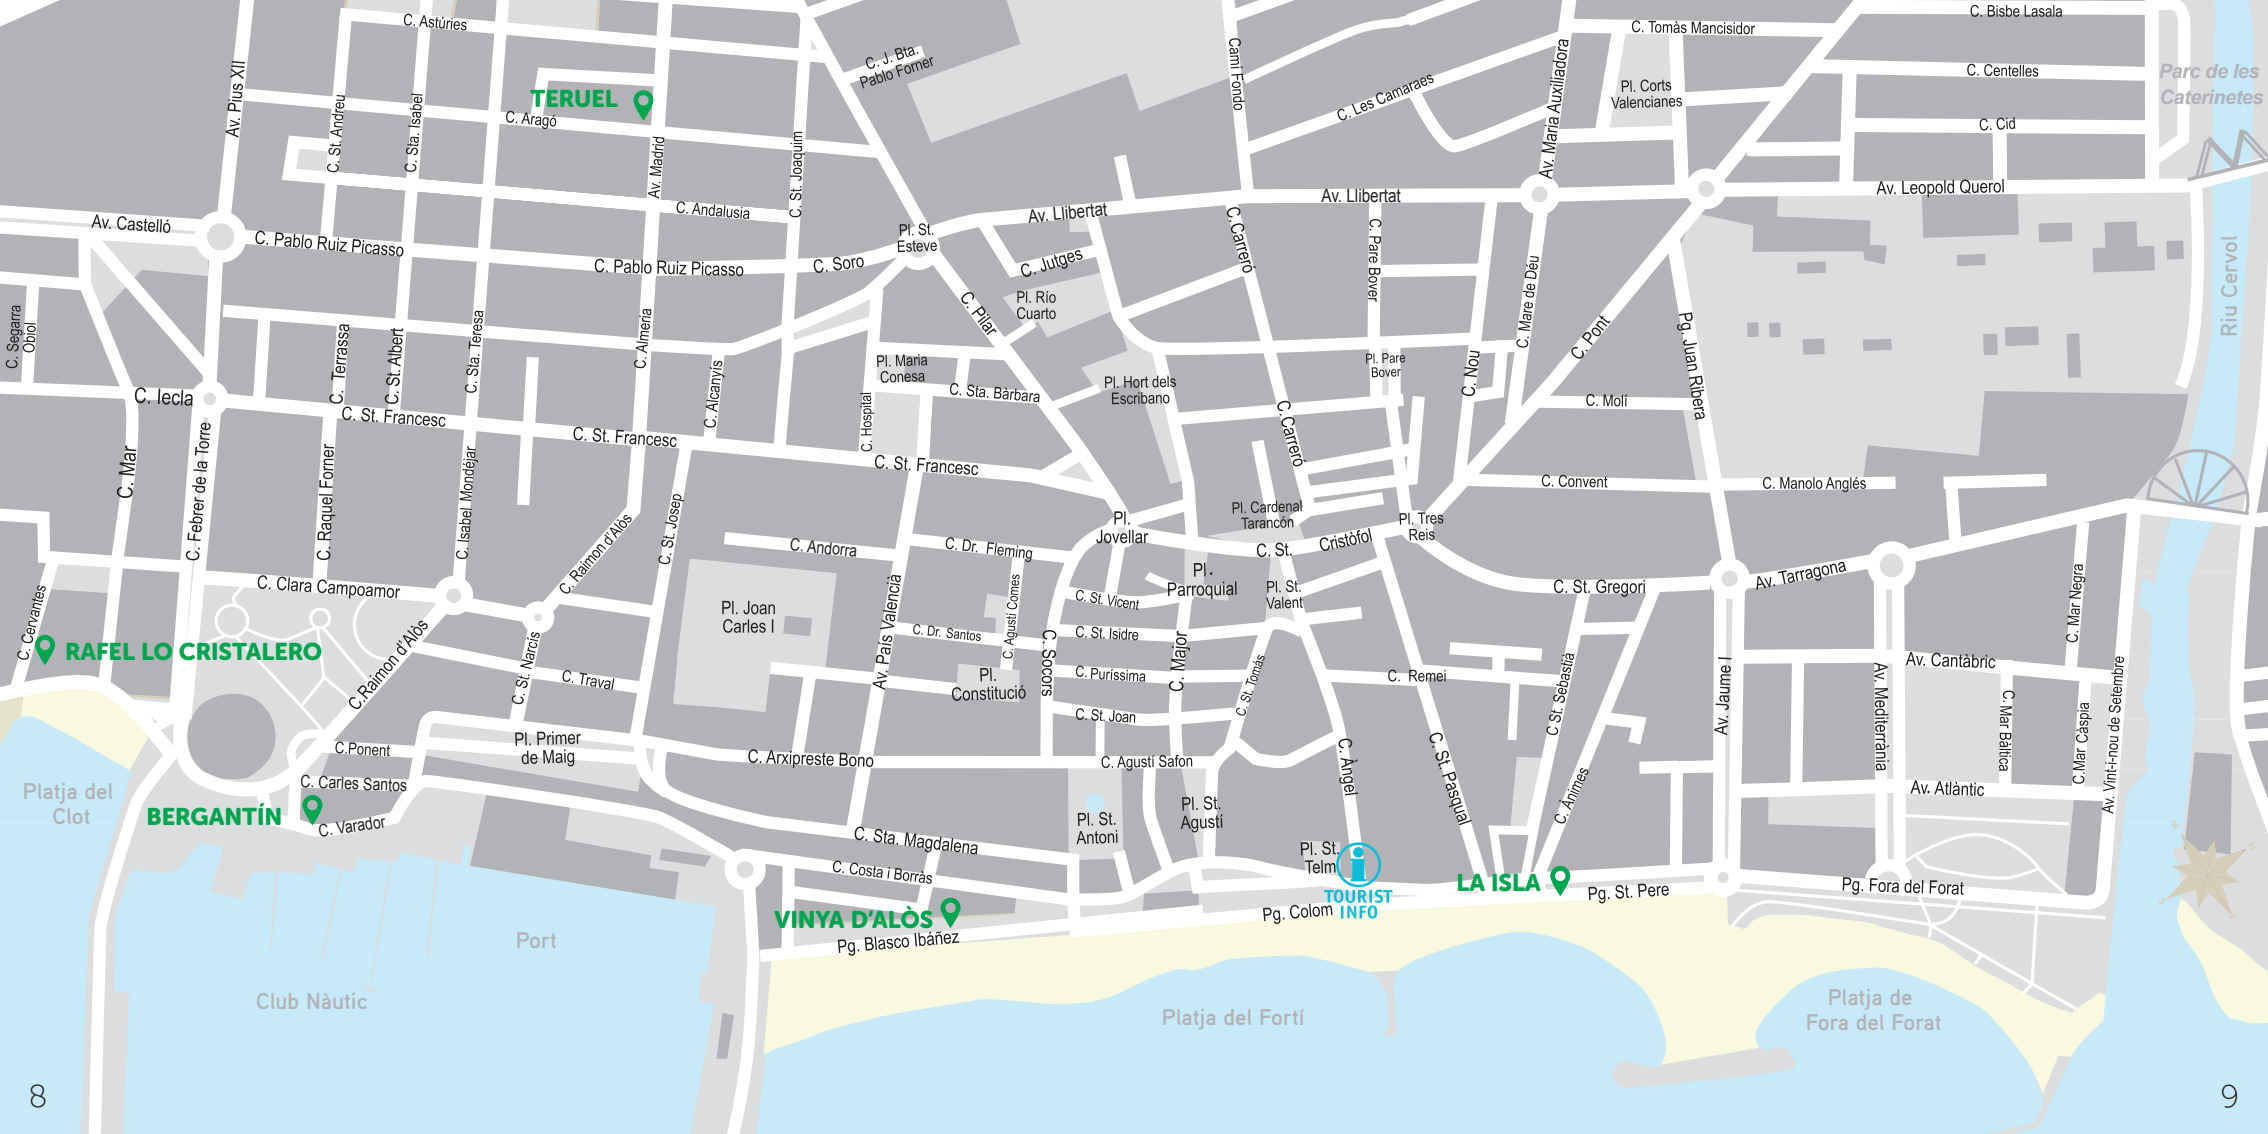 C. Astúries
C. J. Bta.
Pablo Forner
Camí Fondo
C. Tomàs Mancisidor
C. Bisbe Lasala
Av. Pius XII
C. St. Andreu
C. Sta. Isabel
TERUEL
C. Aragó
Av. Madrid
C. St. Joaquim
C. Les Camaraes
Av. Maria Auxiliadora
Pl. Corts
Valencianes
C. Centelles
C. Cid
Parc de les
Caterinetes
Av. Castelló
C. Andalusia
Av. Llibertat
Av. Llibertat
Av. Leopold Querol
C. Pablo Ruiz Picasso
C. Pablo Ruiz Picasso
C. Soro
Pl. St.
Esteve
C. Jutges
C. Carreró
C. Pare Bover
C. Mare de Déu
Riu Cervol
C. Segarra
Obiol
C. Terrassa
C. St. Albert
C. Sta. Teresa
C. Almeria
C. Alcanyís
C. Pilar
Pl. Río
Cuarto
C. Pont
Pg. Juan Ribera
C. Iecla
C. St. Francesc
C. St. Francesc
C. St. Francesc
Pl. Maria
Conesa
C. Sta. Bàrbara
C. Hospital
Pl. Hort dels
Escribano
Pl. Pare
Bover
C. Nou
C. Molí
C. Carreró
C. Mar
C. Febrer de la Torre
C. Raquel Forner
C. Isabel Mondéjar
C. Raimon d'Alòs
C. St. Josep
C. Convent
C. Manolo Anglés
Pl.
Jovellar
Pl. Cardenal
Tarancón
C. St.
Cristòfol
Pl. Tres
Reis
C. Andorra
C. Dr. Fleming
C. Clara Campoamor
C. Cervantes
Pl. Joan
Carles I
Av. País Valencià
C. Agustí Comes
C. St. Vicent
Pl.
Parroquial
Pl. St.
Valent
C. St. Gregori
Av. Tarragona
C. Mar Negra
RAFEL LO CRISTALERO
C.Raimon d'Alòs
C. St. Narcís
C. Traval
C. Dr. Santos
C. Socors
C. St. Isidre
C. Puríssima
C. Major
C. St. Tomás
C. Remei
C St. Sebastià
Av. Jaume I
Av. Mediterrània
Av. Cantàbric
Av. Vint-i-nou de Setembre
Pl.
Constitució
C. St. Joan
C. Mar Bàltica
C.Mar Càspia
C.Ponent
Pl. Primer
de Maig
C. Arxipreste Bono
C. Agustí Safon
C. Àngel
C. St. Pasqual
C. Ànimes
Av. Atlàntic
Platja del
Clot
C. Carles Santos
BERGANTÍN
C. Varador
C. Sta. Magdalena
Pl. St.
Antoni
Pl. St.
Agustí
Pl. St.
Telm
C. Costa i Borràs
VINYA D'ALÒS
Pg. Blasco Ibáñez
Pg. Colom
TOURIST
INFO
LA ISLA
Pg. St. Pere
Pg. Fora del Forat
Port
Club Nàutic
Platja del Fortí
Platja de
Fora del Forat
8
9